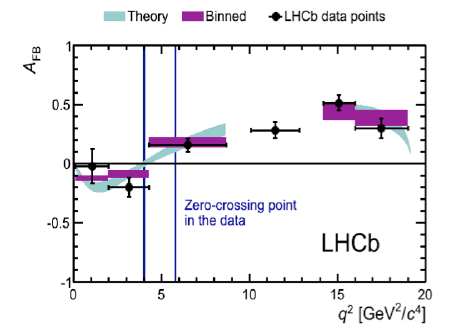 Theory Binned LHCb data points
A_FB
1
0.5
0
-0.5
-1
Zero-crossing point
in the data
LHCb
0 5 10 15 20
q² [GeV²/c⁴]